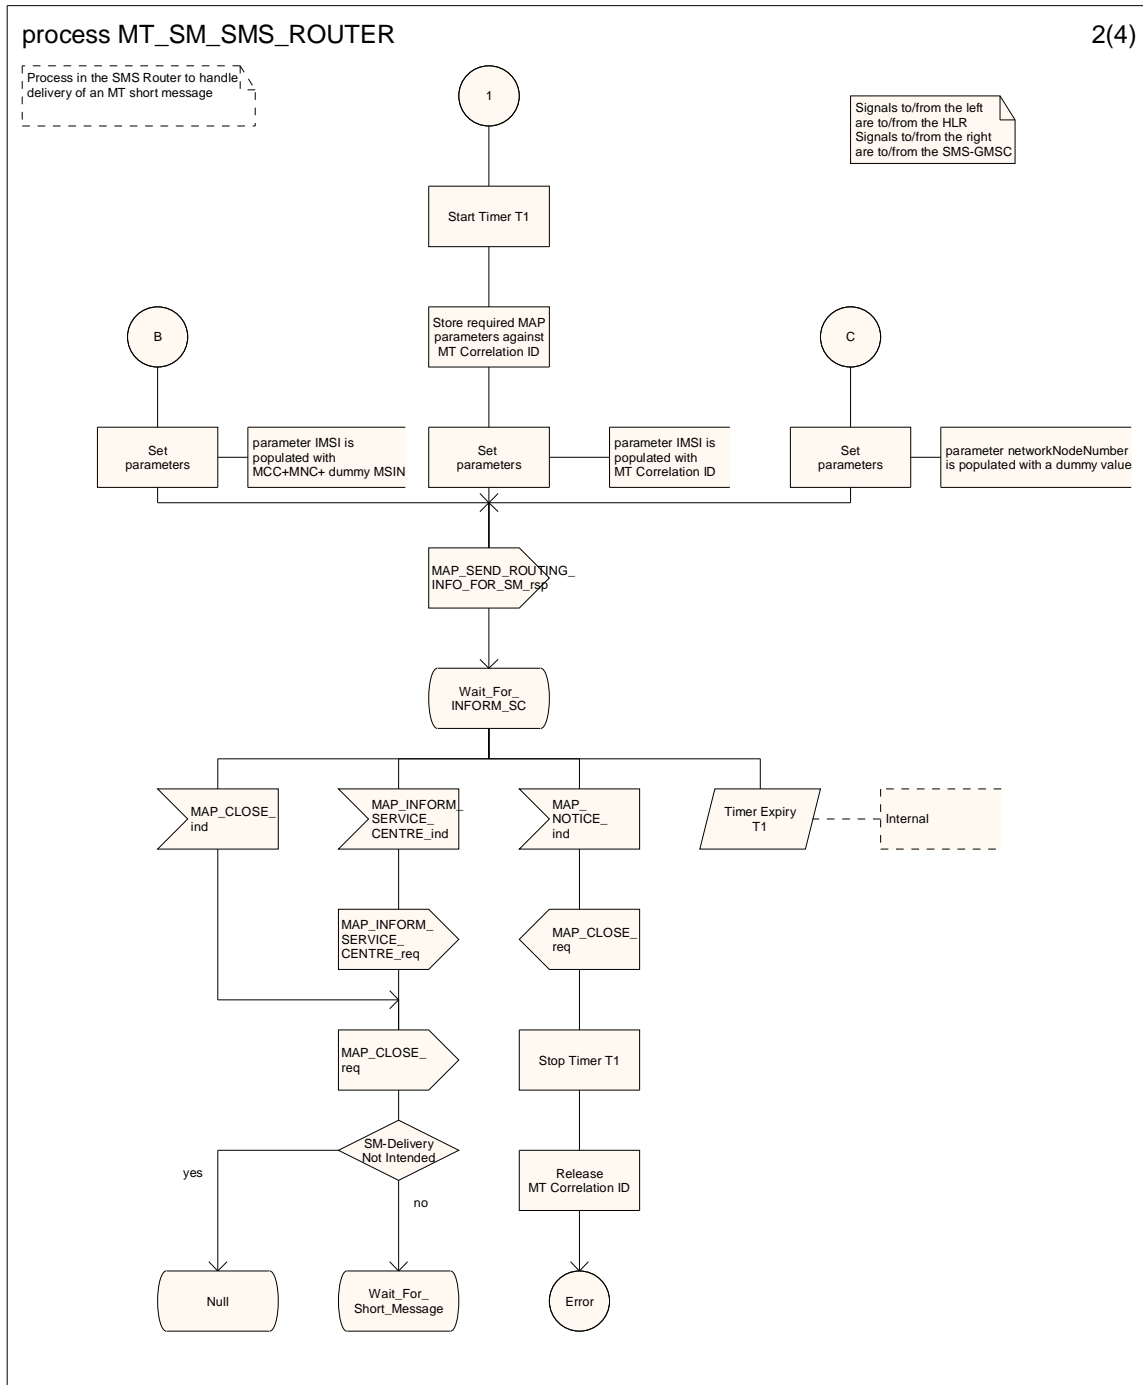 process MT_SM_SMS_ROUTER
2(4)
Process in the SMS Router to handle
delivery of an MT short message
1
Signals to/from the left
are to/from the HLR
Signals to/from the right
are to/from the SMS-GMSC
Start Timer T1
B
Store required MAP
parameters against
MT Correlation ID
C
Set
parameters
parameter IMSI is
populated with
MCC+MNC+ dummy MSIN
Set
parameters
parameter IMSI is
populated with
MT Correlation ID
Set
parameters
parameter networkNodeNumber
is populated with a dummy value
MAP_SEND_ROUTING_
INFO_FOR_SM_rsp
Wait_For_
INFORM_SC
MAP_CLOSE_
ind
MAP_INFORM_
SERVICE_
CENTRE_ind
MAP_
NOTICE_
ind
Timer Expiry
T1
Internal
MAP_INFORM_
SERVICE_
CENTRE_req
MAP_CLOSE_
req
MAP_CLOSE_
req
Stop Timer T1
SM-Delivery
Not Intended
yes
no
Release
MT Correlation ID
Null
Wait_For_
Short_Message
Error